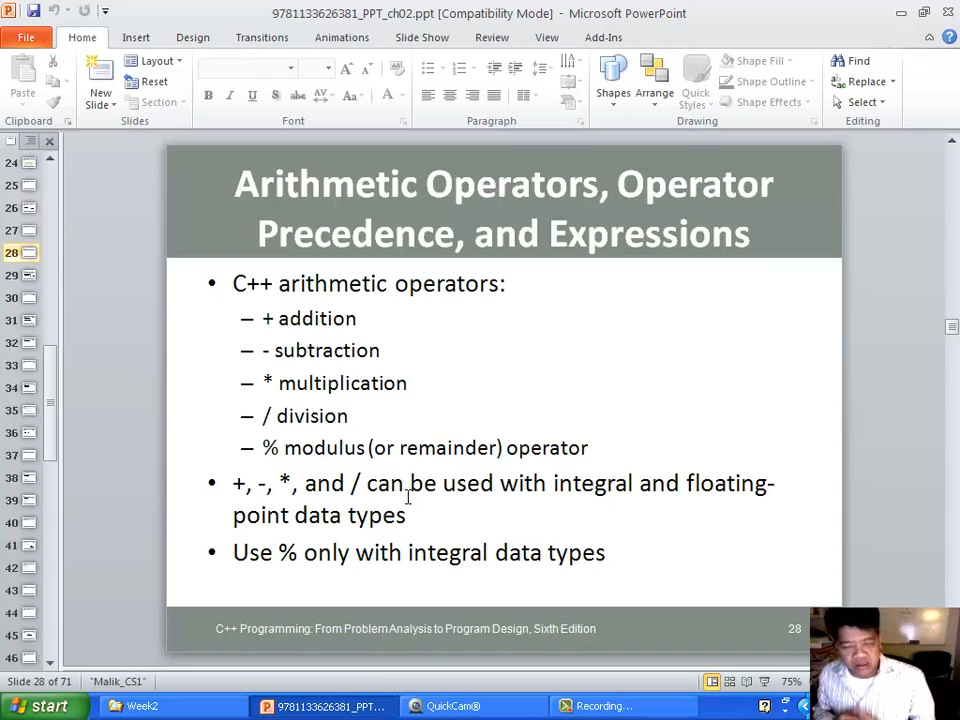 9781133626381_PPT_ch02.ppt [Compatibility Mode] - Microsoft PowerPoint
File Home Insert Design Transitions Animations Slide Show Review View Add-Ins
Paste
New
Slide
Layout
Reset
Section
B I U S abc AV Aa A
Shapes Arrange Quick
Styles
Shape Fill
Shape Outline
Shape Effects
Find
Replace
Select
Clipboard Slides Font Paragraph Drawing Editing
24
25
26
27
28
29
30
31
32
33
34
35
36
37
38
39
40
41
42
43
44
45
46
Arithmetic Operators, Operator
Precedence, and Expressions
• C++ arithmetic operators:
– + addition
– - subtraction
– * multiplication
– / division
– % modulus (or remainder) operator
• +, -, *, and / can be used with integral and floating-
point data types
• Use % only with integral data types
C++ Programming: From Problem Analysis to Program Design, Sixth Edition 28
Slide 28 of 71 "Malik_CS1" 75%
start Week2 9781133626381_PPT... QuickCam® Recording...